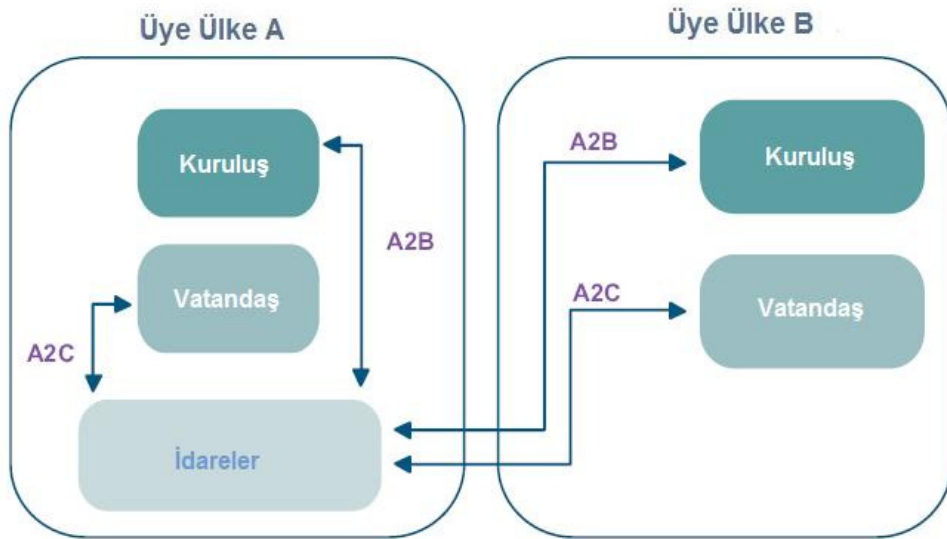 Üye Ülke A
Üye Ülke B
Kuruluş
A2B
Vatandaş
A2C
İdareler
A2B
Kuruluş
A2C
Vatandaş